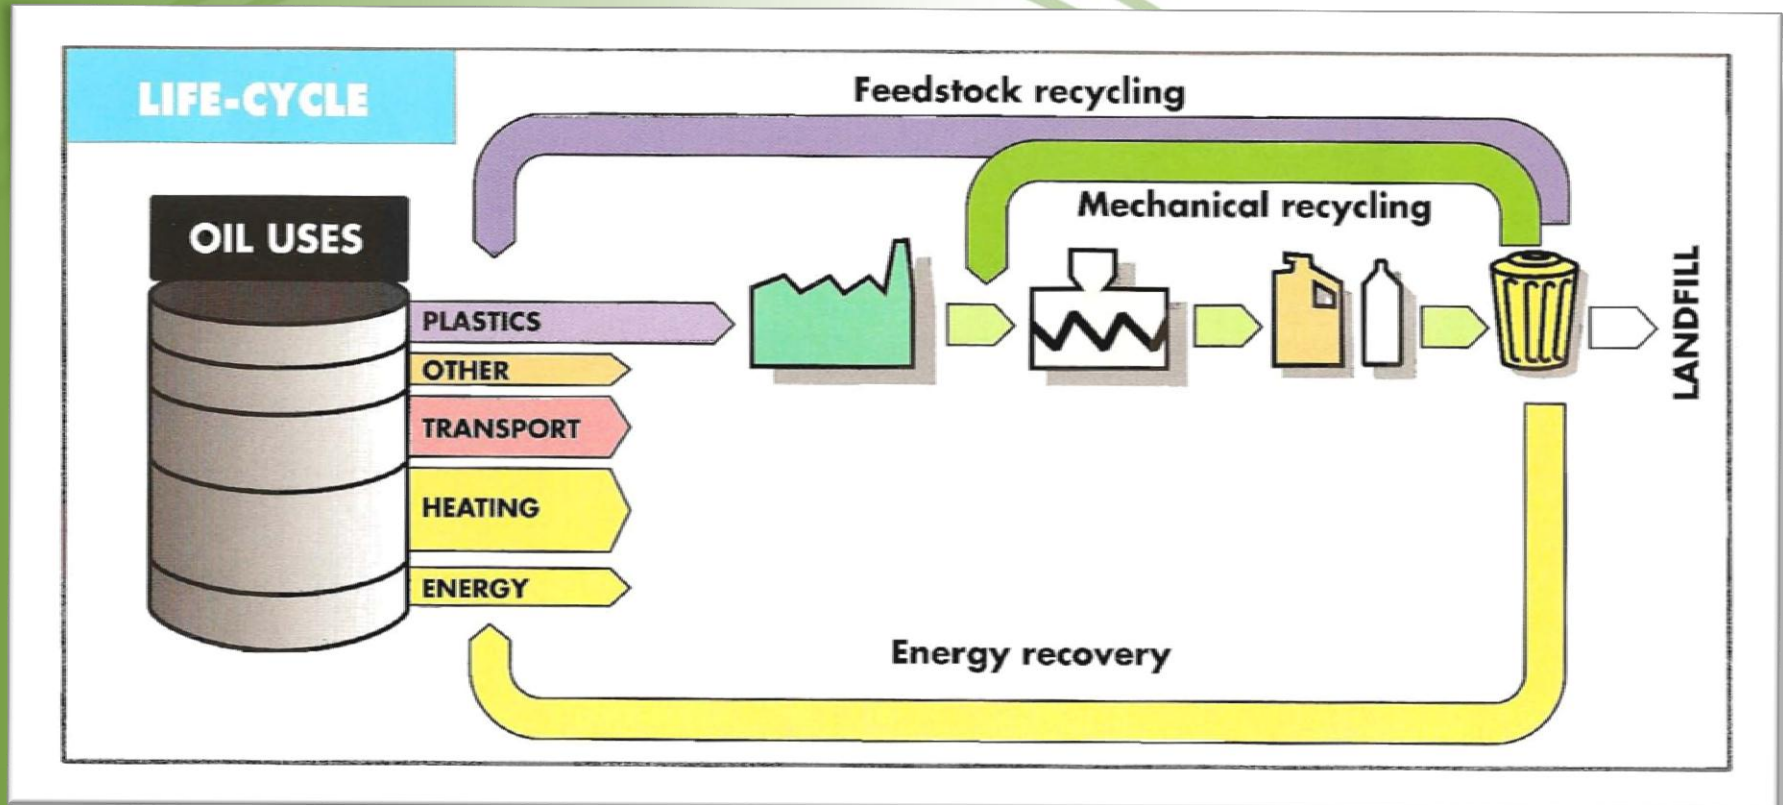 LIFE-CYCLE
Feedstock recycling
Mechanical recycling
OIL USES
PLASTICS
OTHER
TRANSPORT
HEATING
ENERGY
LANDFILL
Energy recovery